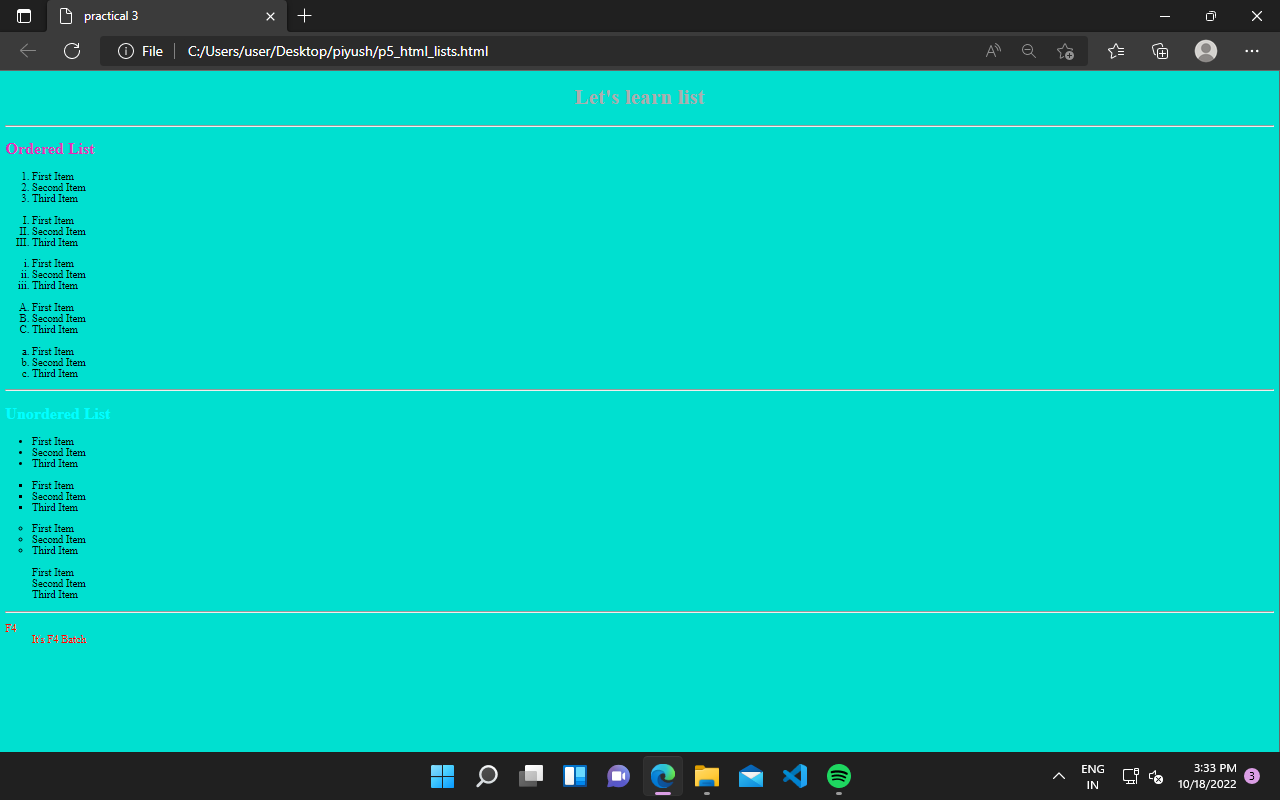 practical 3
File
C:/Users/user/Desktop/piyush/p5_html_lists.html
Let's learn list
Ordered List
1. First Item
2. Second Item
3. Third Item
I. First Item
II. Second Item
III. Third Item
i. First Item
ii. Second Item
iii. Third Item
A. First Item
B. Second Item
C. Third Item
a. First Item
b. Second Item
c. Third Item
Unordered List
• First Item
• Second Item
• Third Item
▪ First Item
▪ Second Item
▪ Third Item
◦ First Item
◦ Second Item
◦ Third Item
First Item
Second Item
Third Item
F4
It's F4 Batch
ENG
IN
3:33 PM
10/18/2022
3